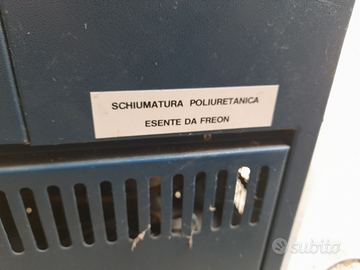 SCHIUMATURA POLIURETANICA
ESENTE DA FREON
subito